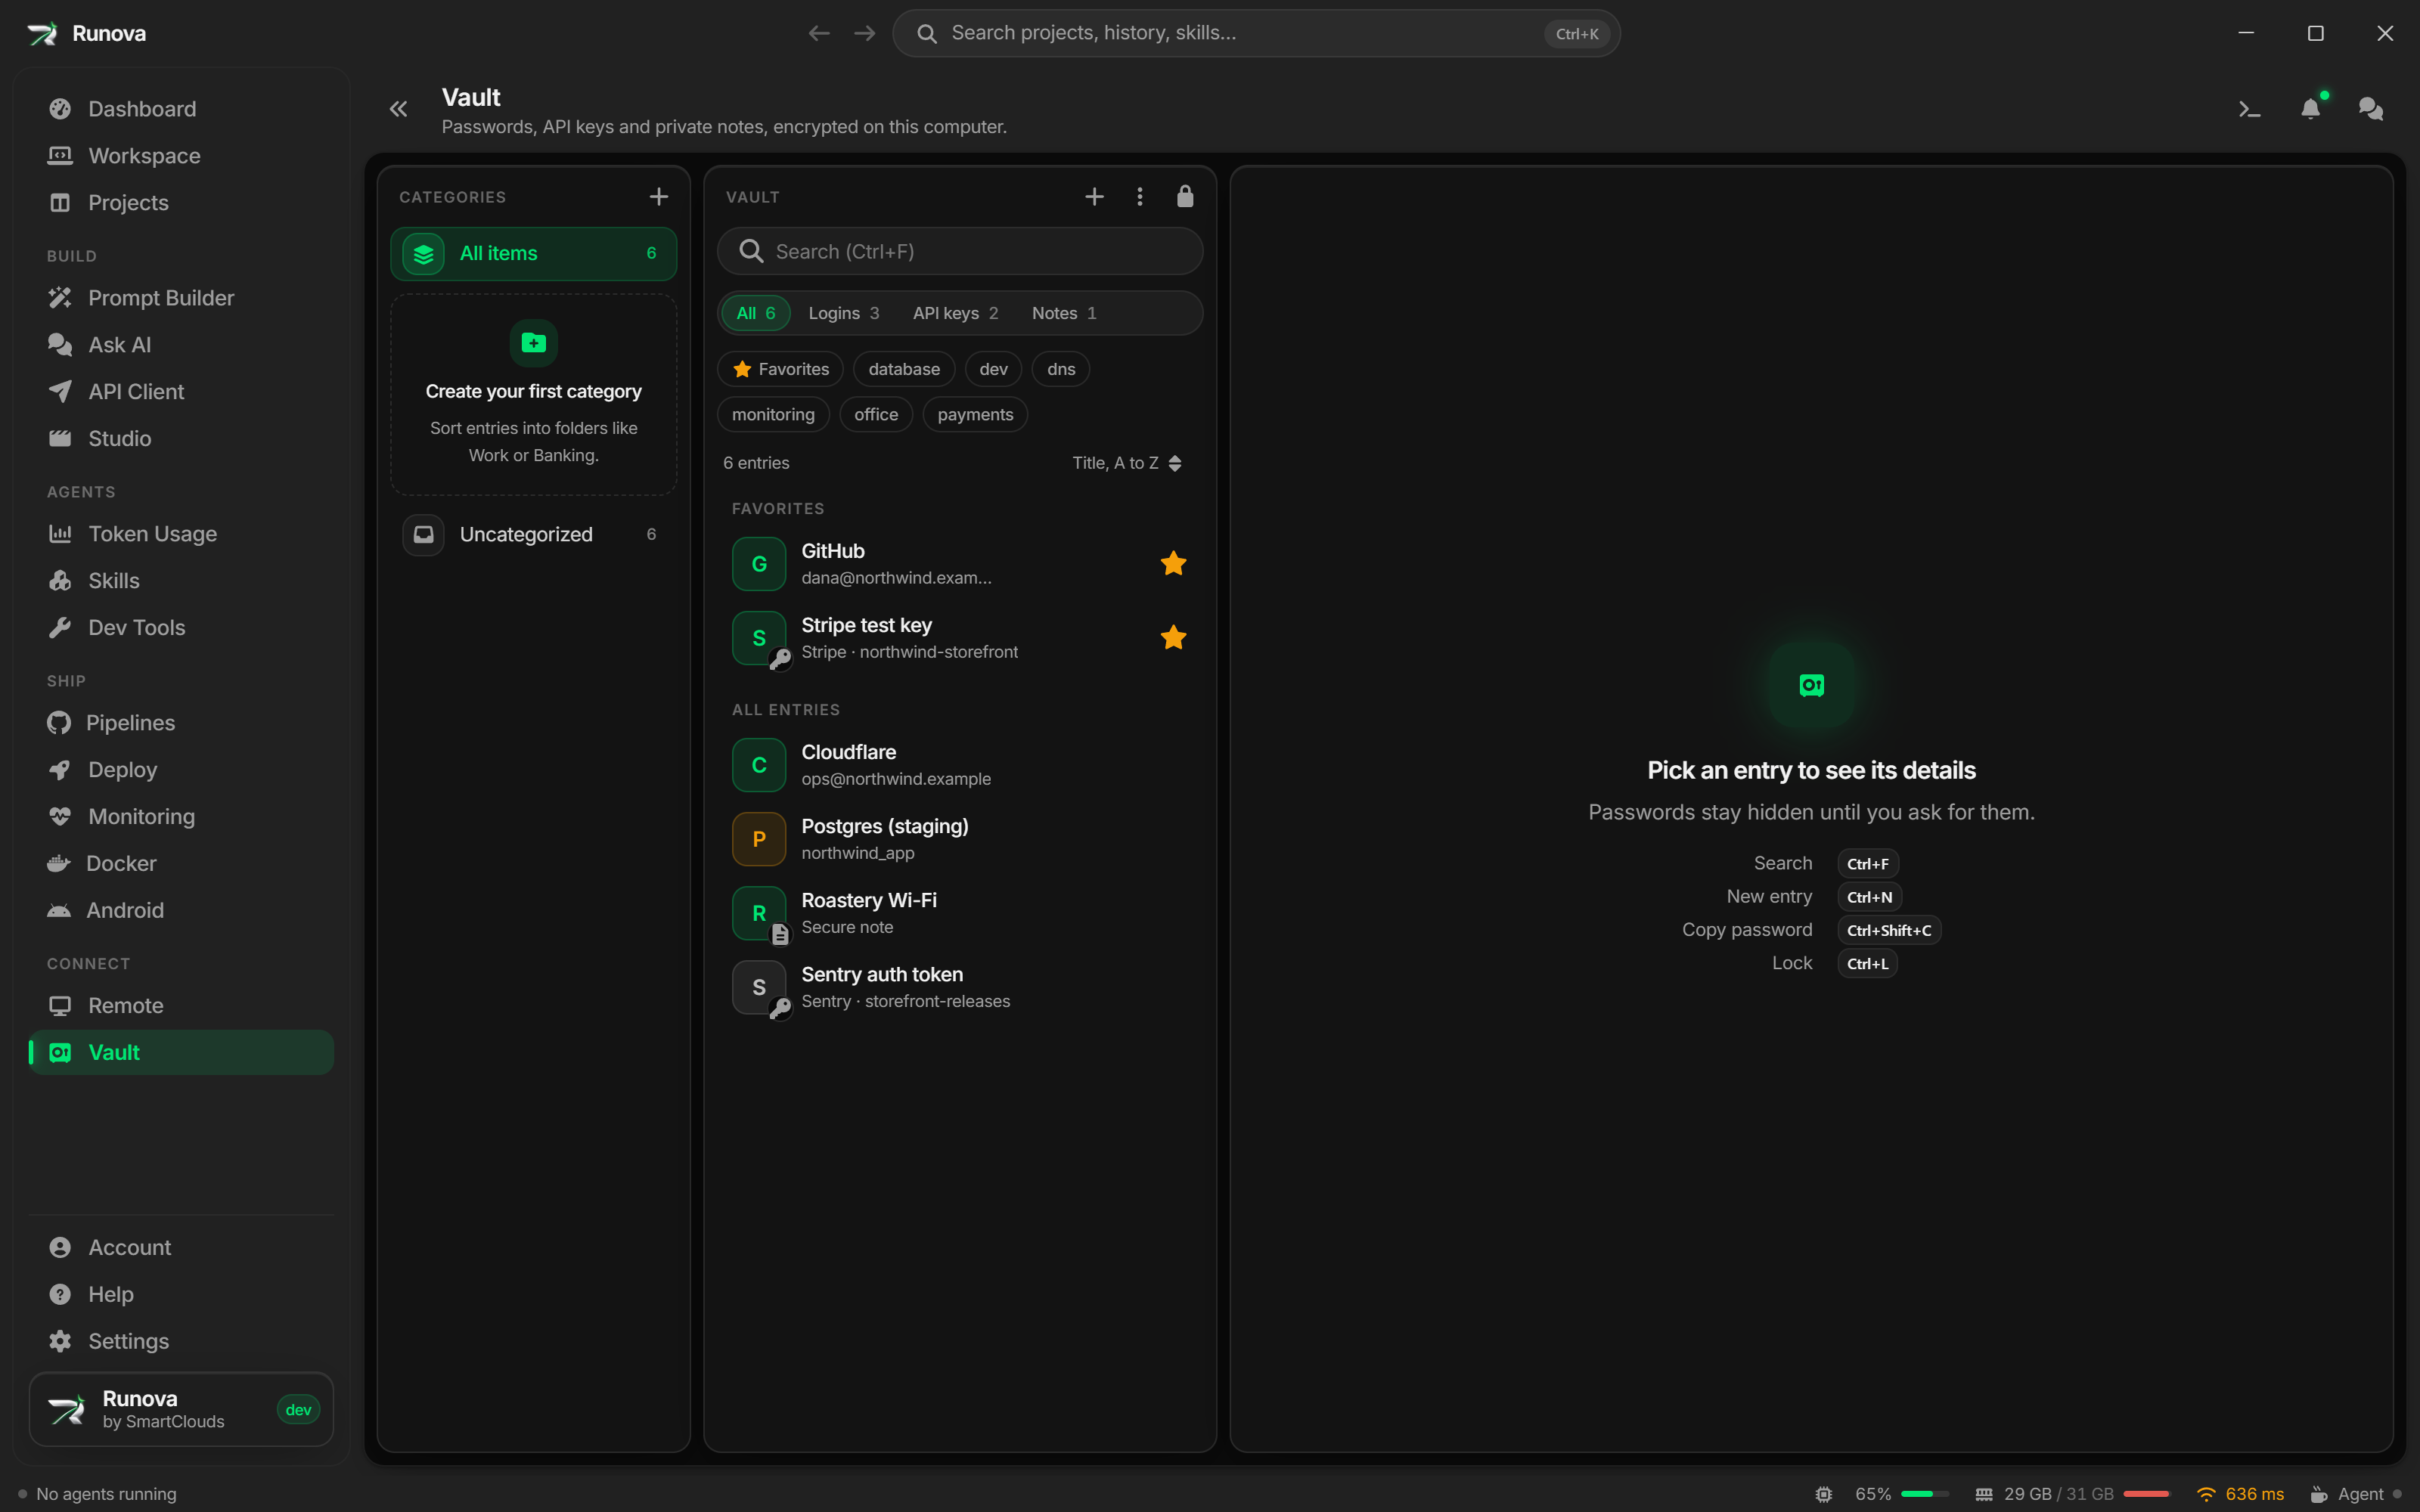 Runova
Search projects, history, skills...
Ctrl+K
Dashboard
Workspace
Projects
BUILD
Prompt Builder
Ask AI
API Client
Studio
AGENTS
Token Usage
Skills
Dev Tools
SHIP
Pipelines
Deploy
Monitoring
Docker
Android
CONNECT
Remote
Vault
Account
Help
Settings
Runova
by SmartClouds
dev
Vault
Passwords, API keys and private notes, encrypted on this computer.
CATEGORIES
All items 6
Create your first category
Sort entries into folders like
Work or Banking.
Uncategorized 6
VAULT
Search (Ctrl+F)
All 6 Logins 3 API keys 2 Notes 1
Favorites database dev dns
monitoring office payments
6 entries Title, A to Z
FAVORITES
G GitHub
dana@northwind.exam...
S Stripe test key
Stripe · northwind-storefront
ALL ENTRIES
C Cloudflare
ops@northwind.example
P Postgres (staging)
northwind_app
R Roastery Wi-Fi
Secure note
S Sentry auth token
Sentry · storefront-releases
Pick an entry to see its details
Passwords stay hidden until you ask for them.
Search Ctrl+F
New entry Ctrl+N
Copy password Ctrl+Shift+C
Lock Ctrl+L
No agents running
65% 29 GB / 31 GB 636 ms Agent